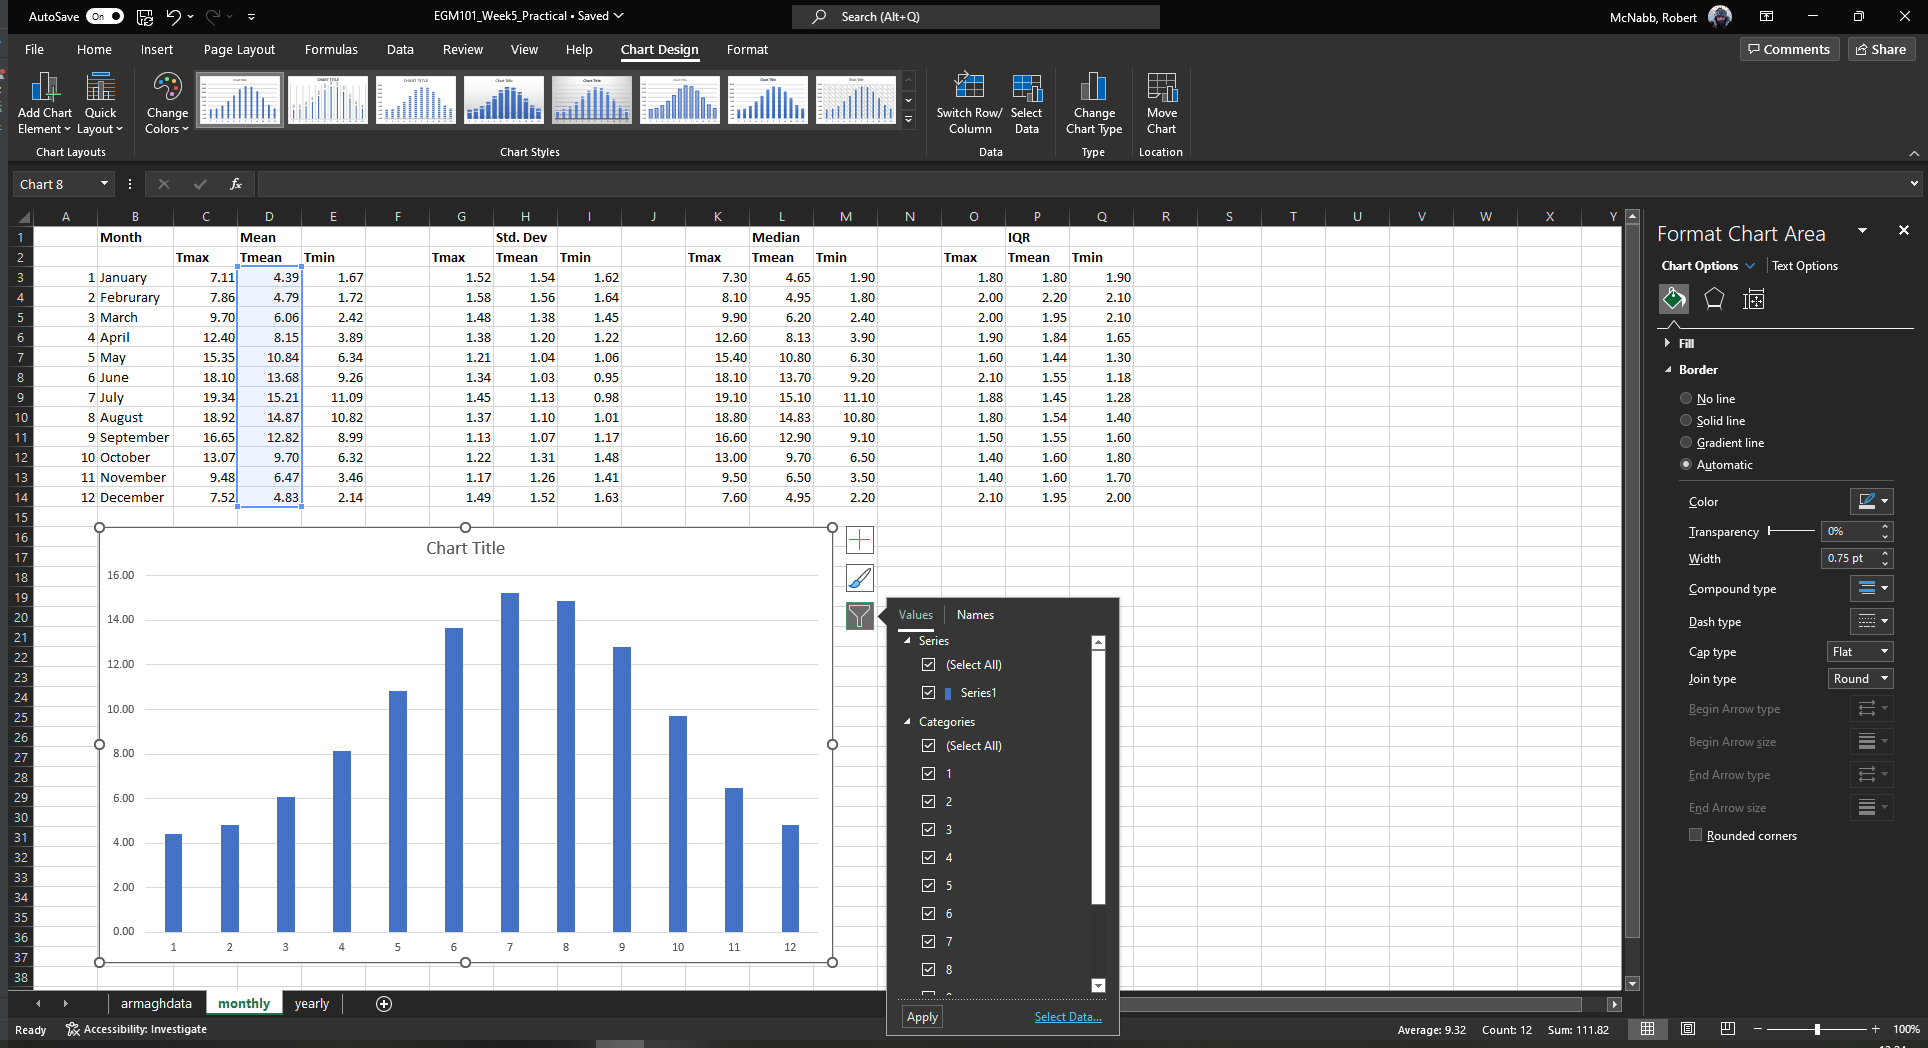 AutoSave On EGM101_Week5_Practical • Saved Search (Alt+Q) McNabb, Robert
File Home Insert Page Layout Formulas Data Review View Help Chart Design Format Comments Share
Add Chart Element Quick Layout Change Colors Switch Row/ Column Select Data Change Chart Type Move Chart
Chart Layouts Chart Styles Data Type Location
Chart 8 fx
A B C D E F G H I J K L M N O P Q R S T U V W X Y
1 Month Mean Std. Dev Median IQR
2 Tmax Tmean Tmin Tmax Tmean Tmin Tmax Tmean Tmin Tmax Tmean Tmin
3 1 January 7.11 4.39 1.67 1.52 1.54 1.62 7.30 4.65 1.90 1.80 1.80 1.90
4 2 Februrary 7.86 4.79 1.72 1.58 1.56 1.64 8.10 4.95 1.80 2.00 2.20 2.10
5 3 March 9.70 6.06 2.42 1.48 1.38 1.45 9.90 6.20 2.40 2.00 1.95 2.10
6 4 April 12.40 8.15 3.89 1.38 1.20 1.22 12.60 8.13 3.90 1.90 1.84 1.65
7 5 May 15.35 10.84 6.34 1.21 1.04 1.06 15.40 10.80 6.30 1.60 1.44 1.30
8 6 June 18.10 13.68 9.26 1.34 1.03 0.95 18.10 13.70 9.20 2.10 1.55 1.18
9 7 July 19.34 15.21 11.09 1.45 1.13 0.98 19.10 15.10 11.10 1.88 1.45 1.28
10 8 August 18.92 14.87 10.82 1.37 1.10 1.01 18.80 14.83 10.80 1.80 1.54 1.40
11 9 September 16.65 12.82 8.99 1.13 1.07 1.17 16.60 12.90 9.10 1.50 1.55 1.60
12 10 October 13.07 9.70 6.32 1.22 1.31 1.48 13.00 9.70 6.50 1.40 1.60 1.80
13 11 November 9.48 6.47 3.46 1.17 1.26 1.41 9.50 6.50 3.50 1.40 1.60 1.70
14 12 December 7.52 4.83 2.14 1.49 1.52 1.63 7.60 4.95 2.20 2.10 1.95 2.00
15
16
17
18
19
20
21
22
23
24
25
26
27
28
29
30
31
32
33
34
35
36
37
38
Chart Title
16.00
14.00
12.00
10.00
8.00
6.00
4.00
2.00
0.00
1 2 3 4 5 6 7 8 9 10 11 12
Values Names
Series
(Select All)
Series1
Categories
(Select All)
1
2
3
4
5
6
7
8
Apply Select Data...
Format Chart Area
Chart Options Text Options
Fill
Border
No line
Solid line
Gradient line
Automatic
Color
Transparency 0%
Width 0.75 pt
Compound type
Dash type
Cap type Flat
Join type Round
Begin Arrow type
Begin Arrow size
End Arrow type
End Arrow size
Rounded corners
armaghdata monthly yearly
Ready Accessibility: Investigate Average: 9.32 Count: 12 Sum: 111.82 100%